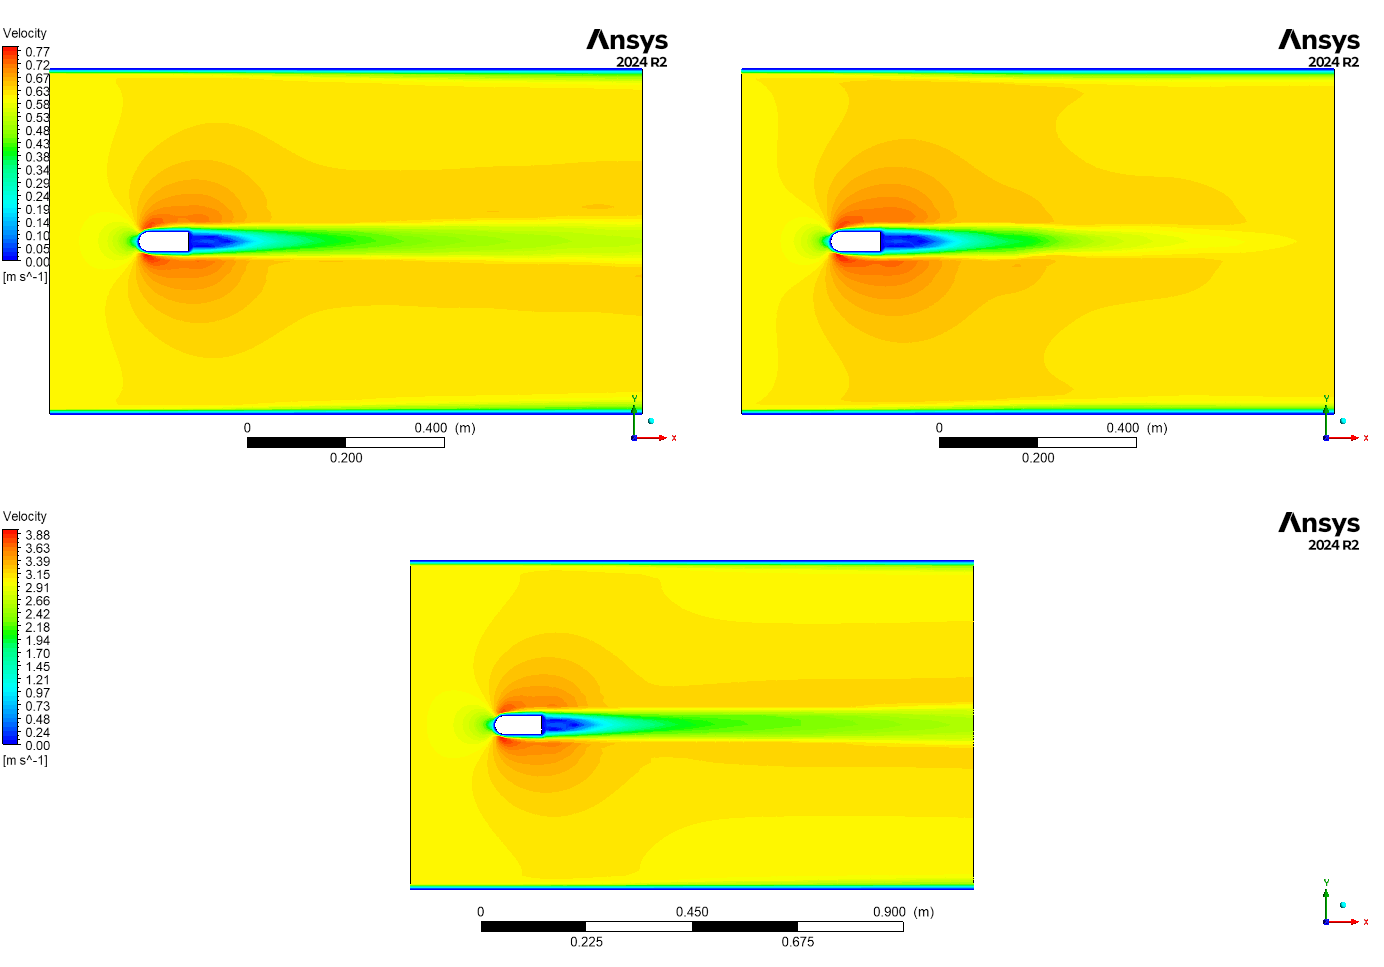 Velocity
0.77
0.72
0.67
0.63
0.58
0.53
0.48
0.43
0.38
0.34
0.29
0.24
0.19
0.14
0.10
0.05
0.00
[m s^-1]
Ansys
2024 R2
0 0.400 (m)
0.200
Y
X
Ansys
2024 R2
0 0.400 (m)
0.200
Y
X
Velocity
3.88
3.63
3.39
3.15
2.91
2.66
2.42
2.18
1.94
1.70
1.45
1.21
0.97
0.73
0.48
0.24
0.00
[m s^-1]
Ansys
2024 R2
0 0.450 0.900 (m)
0.225 0.675
Y
X